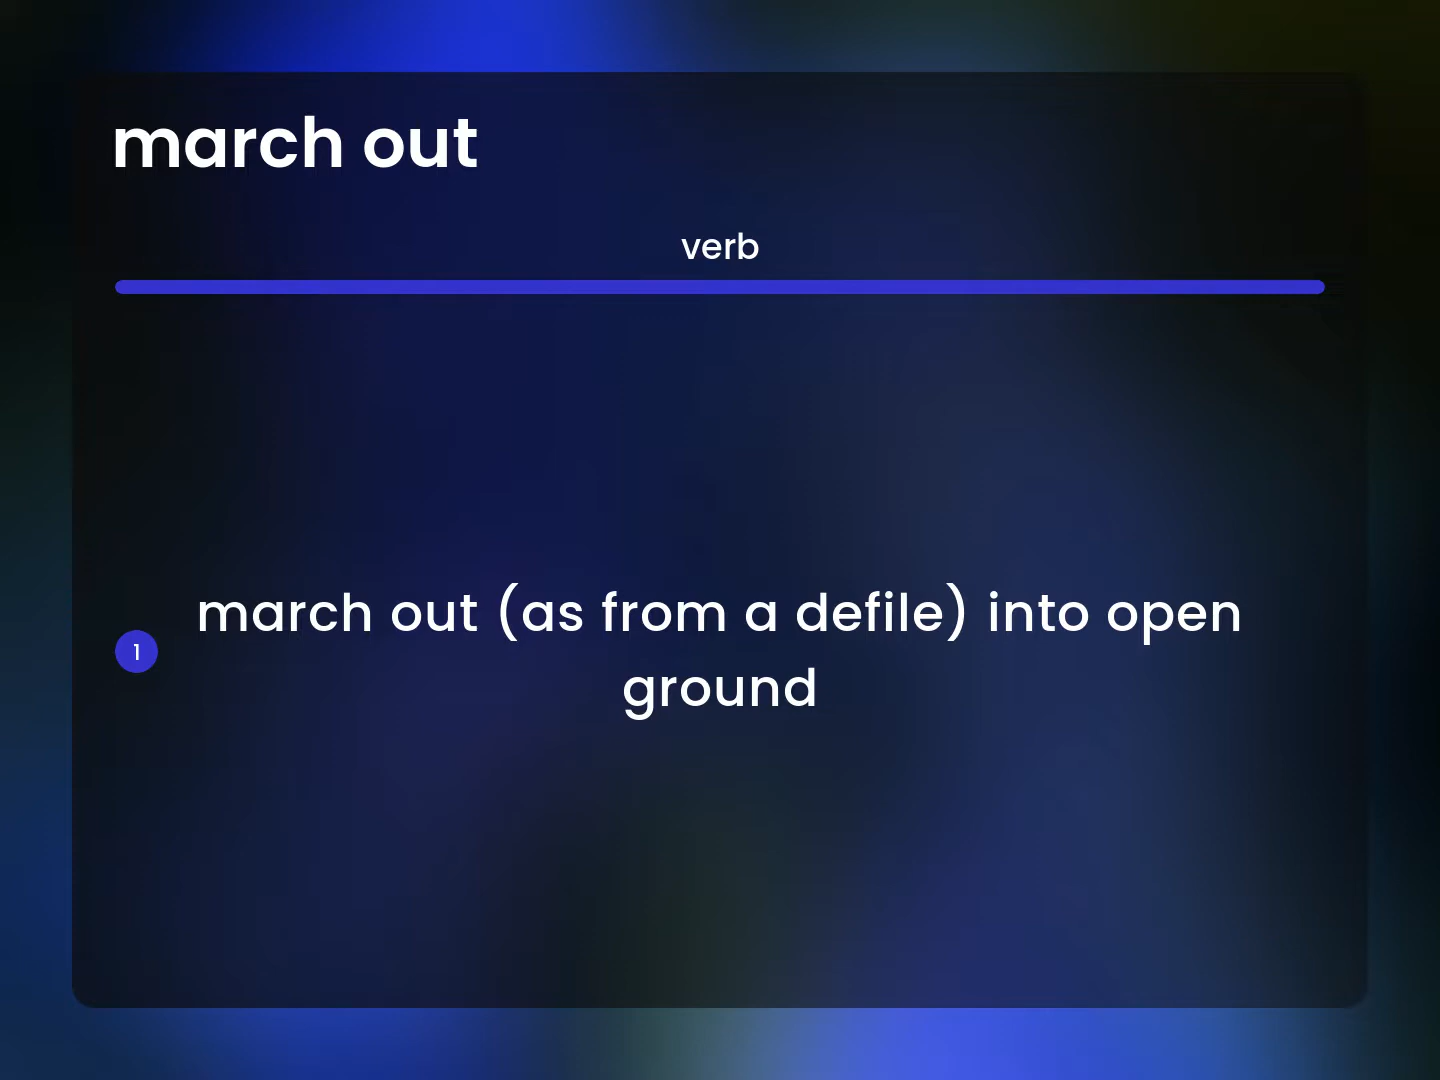 march out
verb
1
march out (as from a defile) into open
ground